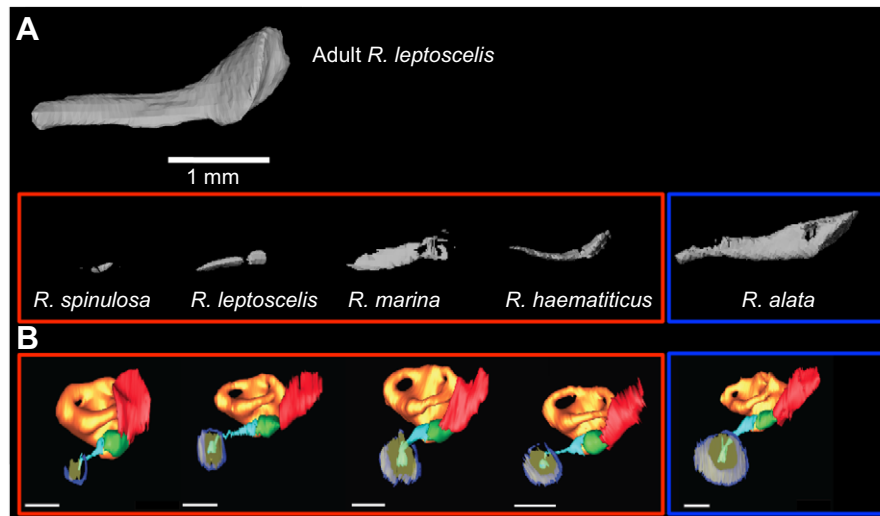 A
Adult R. leptoscelis
1 mm
R. spinulosa R. leptoscelis R. marina R. haematiticus R. alata
B